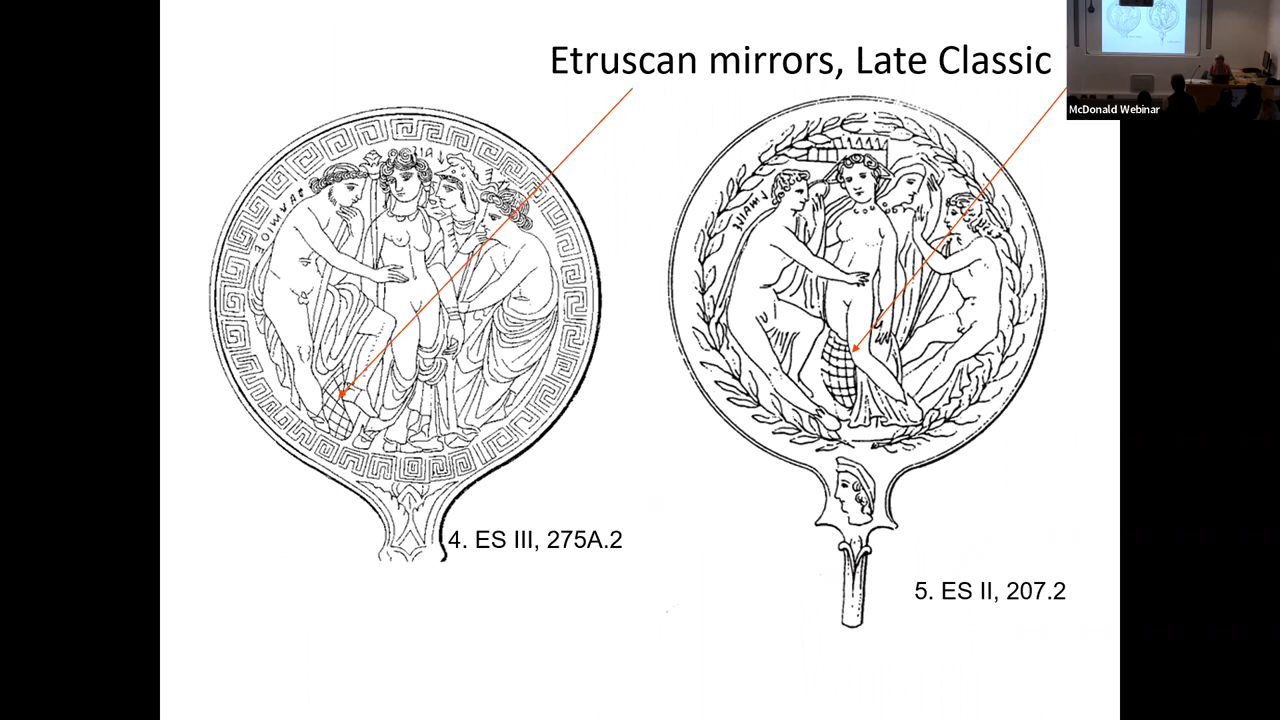 Etruscan mirrors, Late Classic
McDonald Webinar
4. ES III, 275A.2
5. ES II, 207.2